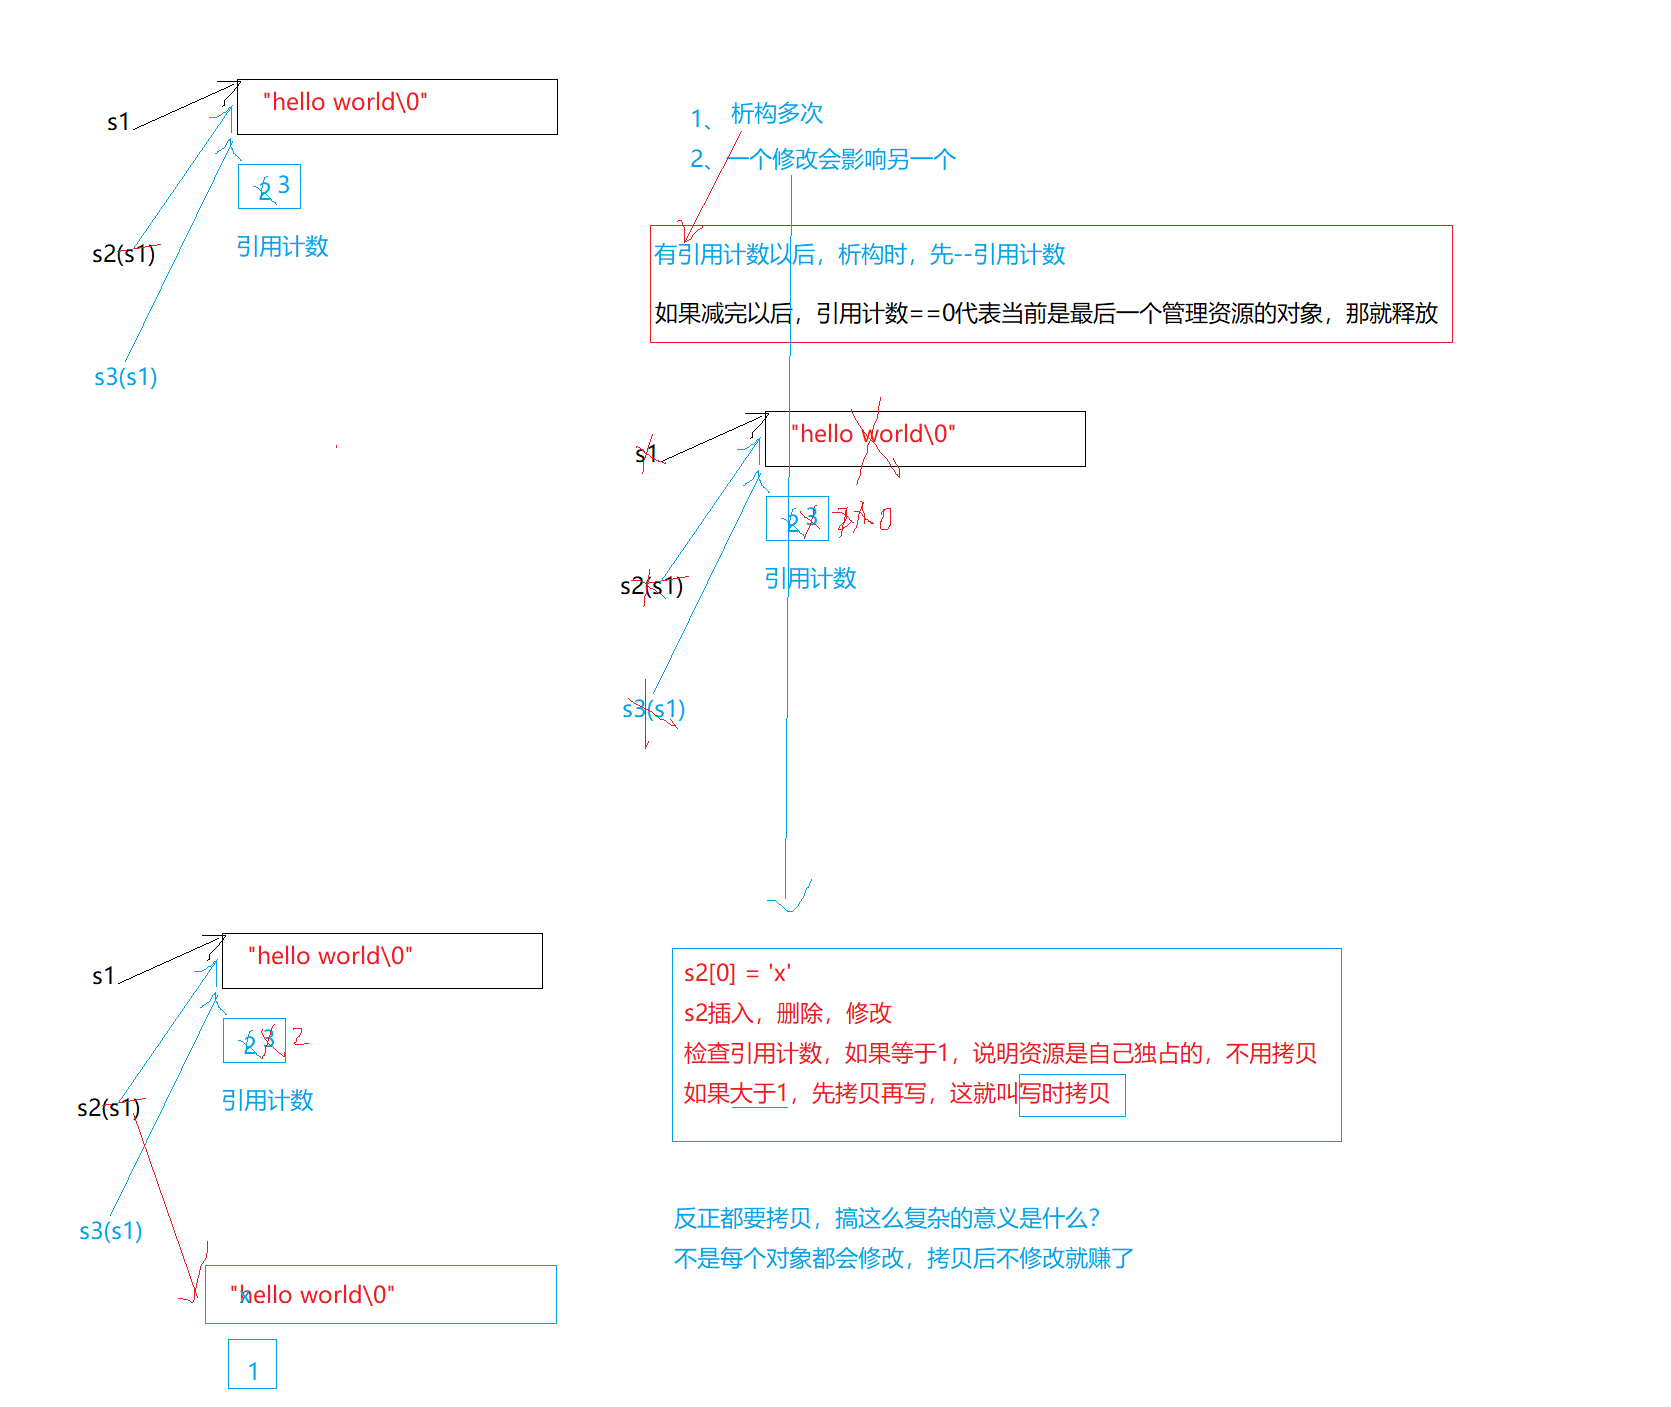 "hello world\0"
s1
2 3
引用计数
s2(s1)
s3(s1)
1、 析构多次
2、一个修改会影响另一个
有引用计数以后，析构时，先--引用计数
如果减完以后，引用计数==0代表当前是最后一个管理资源的对象，那就释放
"hello world\0"
s1
2 3 2 1 0
引用计数
s2(s1)
s3(s1)
"hello world\0"
s1
2 3 2
引用计数
s2(s1)
s3(s1)
"hello world\0"
x
1
s2[0] = 'x'
s2插入，删除，修改
检查引用计数，如果等于1，说明资源是自己独占的，不用拷贝
如果大于1，先拷贝再写，这就叫写时拷贝
反正都要拷贝，搞这么复杂的意义是什么？
不是每个对象都会修改，拷贝后不修改就赚了